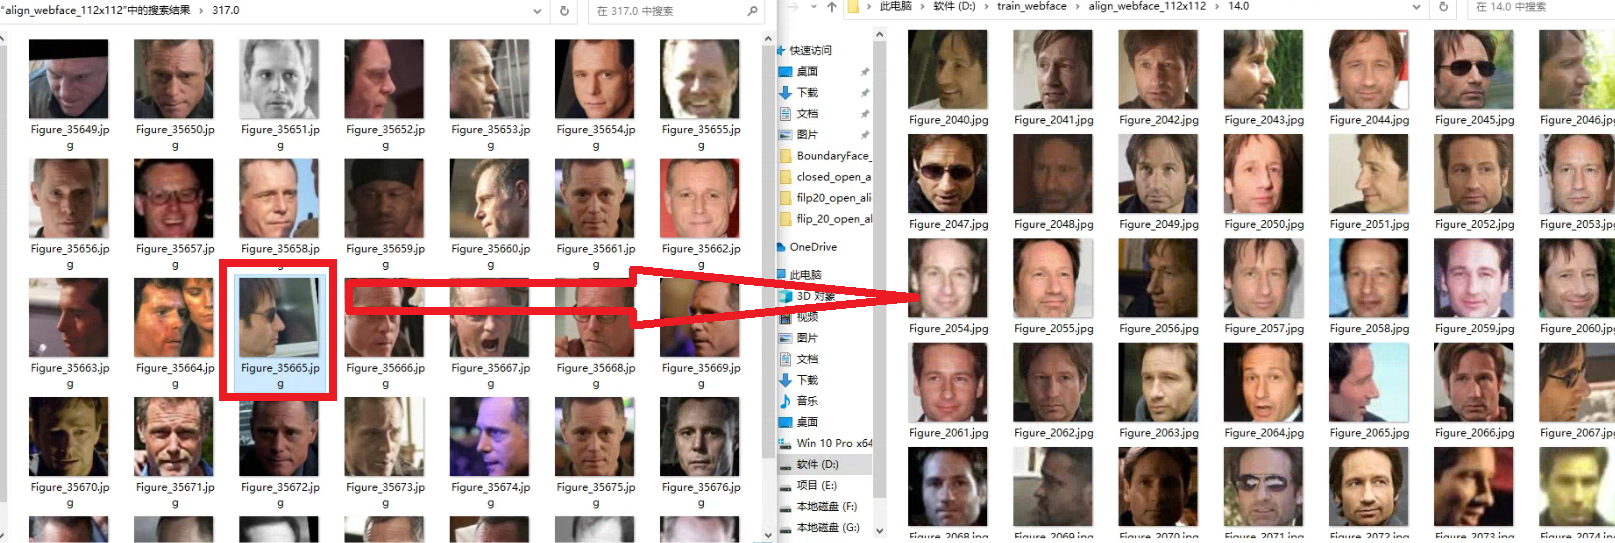 "align_webface_112x112"中的搜索结果 › 317.0
在 317.0 中搜索
Figure_35649.jpg
Figure_35650.jpg
Figure_35651.jpg
Figure_35652.jpg
Figure_35653.jpg
Figure_35654.jpg
Figure_35655.jpg
Figure_35656.jpg
Figure_35657.jpg
Figure_35658.jpg
Figure_35659.jpg
Figure_35660.jpg
Figure_35661.jpg
Figure_35662.jpg
Figure_35663.jpg
Figure_35664.jpg
Figure_35665.jpg
Figure_35666.jpg
Figure_35667.jpg
Figure_35668.jpg
Figure_35669.jpg
Figure_35670.jpg
Figure_35671.jpg
Figure_35672.jpg
Figure_35673.jpg
Figure_35674.jpg
Figure_35675.jpg
Figure_35676.jpg
› 此电脑 › 软件 (D:) › train_webface › align_webface_112x112 › 14.0
在 14.0 中搜索
快速访问
桌面
下载
文档
图片
BoundaryFace_
closed_open_a
filp20_open_ali
flip_20_open_al
OneDrive
此电脑
3D 对象
视频
图片
文档
下载
音乐
桌面
Win 10 Pro x64
软件 (D:)
项目 (E:)
本地磁盘 (F:)
本地磁盘 (G:)
Figure_2040.jpg
Figure_2041.jpg
Figure_2042.jpg
Figure_2043.jpg
Figure_2044.jpg
Figure_2045.jpg
Figure_2046.jpg
Figure_2047.jpg
Figure_2048.jpg
Figure_2049.jpg
Figure_2050.jpg
Figure_2051.jpg
Figure_2052.jpg
Figure_2053.jpg
Figure_2054.jpg
Figure_2055.jpg
Figure_2056.jpg
Figure_2057.jpg
Figure_2058.jpg
Figure_2059.jpg
Figure_2060.jpg
Figure_2061.jpg
Figure_2062.jpg
Figure_2063.jpg
Figure_2064.jpg
Figure_2065.jpg
Figure_2066.jpg
Figure_2067.jpg
Figure_2068.jpg
Figure_2069.jpg
Figure_2070.jpg
Figure_2071.jpg
Figure_2072.jpg
Figure_2073.jpg
Figure_2074.jpg